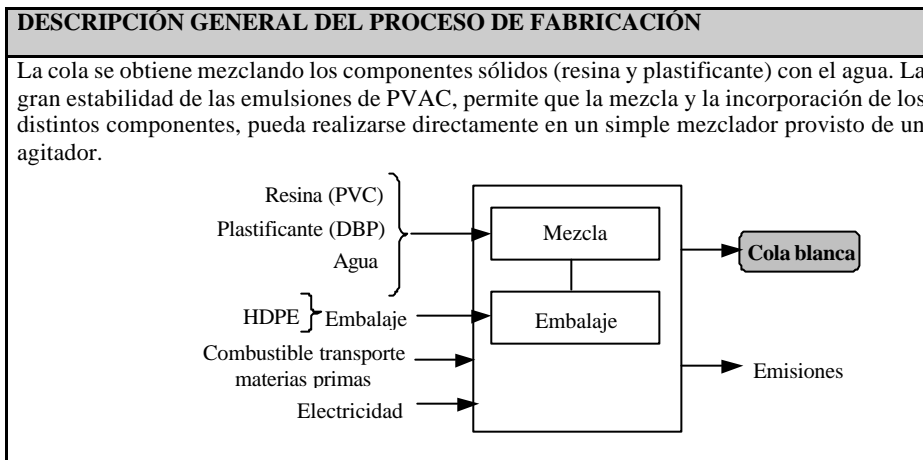 DESCRIPCIÓN GENERAL DEL PROCESO DE FABRICACIÓN
La cola se obtiene mezclando los componentes sólidos (resina y plastificante) con el agua. La
gran estabilidad de las emulsiones de PVAC, permite que la mezcla y la incorporación de los
distintos componentes, pueda realizarse directamente en un simple mezclador provisto de un
agitador.
Resina (PVC)
Plastificante (DBP)
Agua
HDPE
Embalaje
Combustible transporte
materias primas
Electricidad
Mezcla
Embalaje
Cola blanca
Emisiones